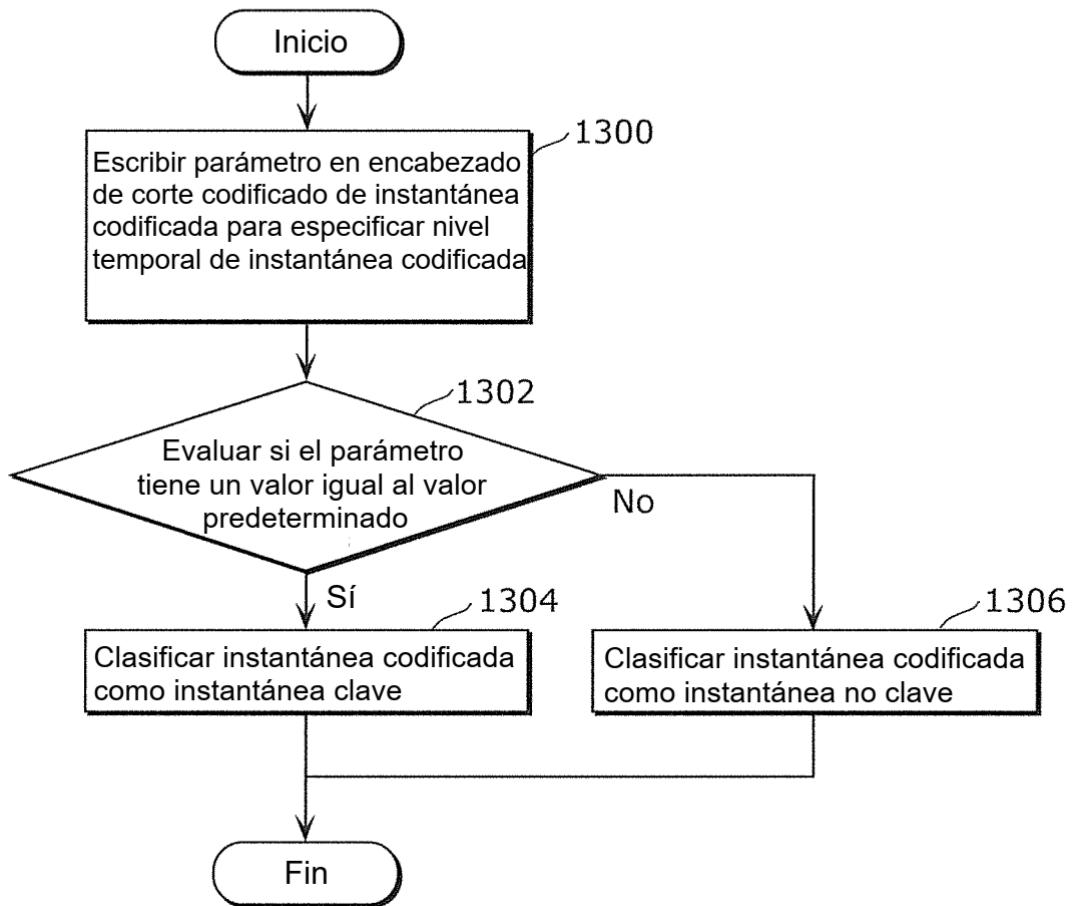 Inicio
1300
Escribir parámetro en encabezado
de corte codificado de instantánea
codificada para especificar nivel
temporal de instantánea codificada
1302
Evaluar si el parámetro
tiene un valor igual al valor
predeterminado
No
Sí
1304
Clasificar instantánea codificada
como instantánea clave
1306
Clasificar instantánea codificada
como instantánea no clave
Fin